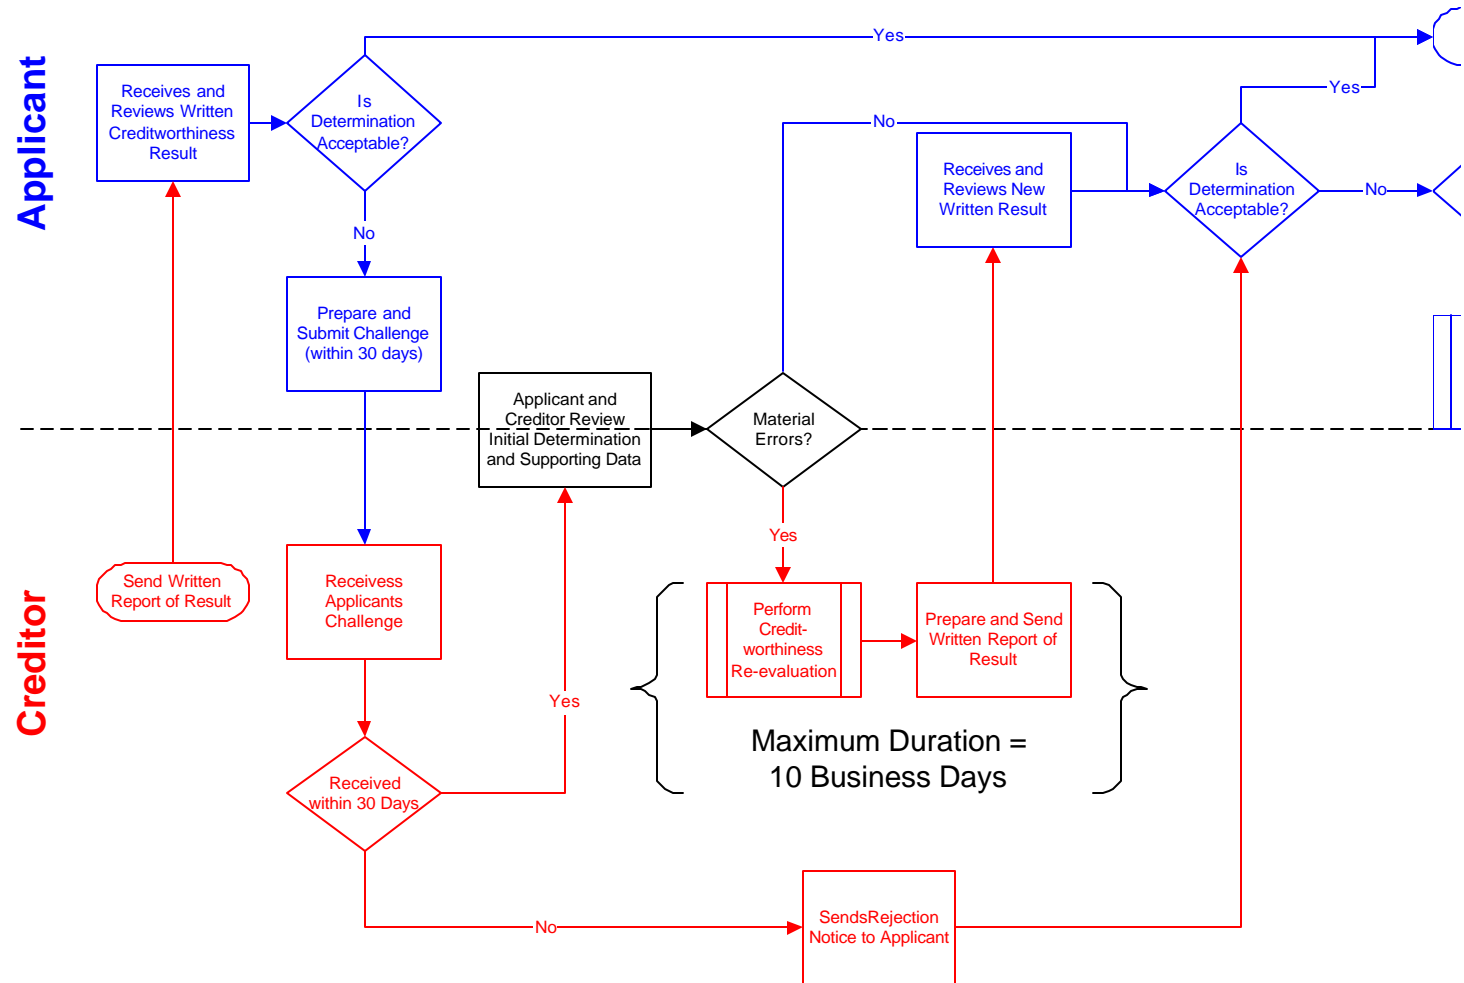 Applicant
Receives and
Reviews Written
Creditworthiness
Result
Is
Determination
Acceptable?
Yes
No
Prepare and
Submit Challenge
(within 30 days)
Applicant and
Creditor Review
Initial Determination
and Supporting Data
Material
Errors?
No
Receives and
Reviews New
Written Result
Is
Determination
Acceptable?
Yes
No
Creditor
Send Written
Report of Result
Receivess
Applicants
Challenge
Received
within 30 Days
Yes
No
Yes
Perform
Credit-
worthiness
Re-evaluation
Prepare and Send
Written Report of
Result
Maximum Duration =
10 Business Days
SendsRejection
Notice to Applicant